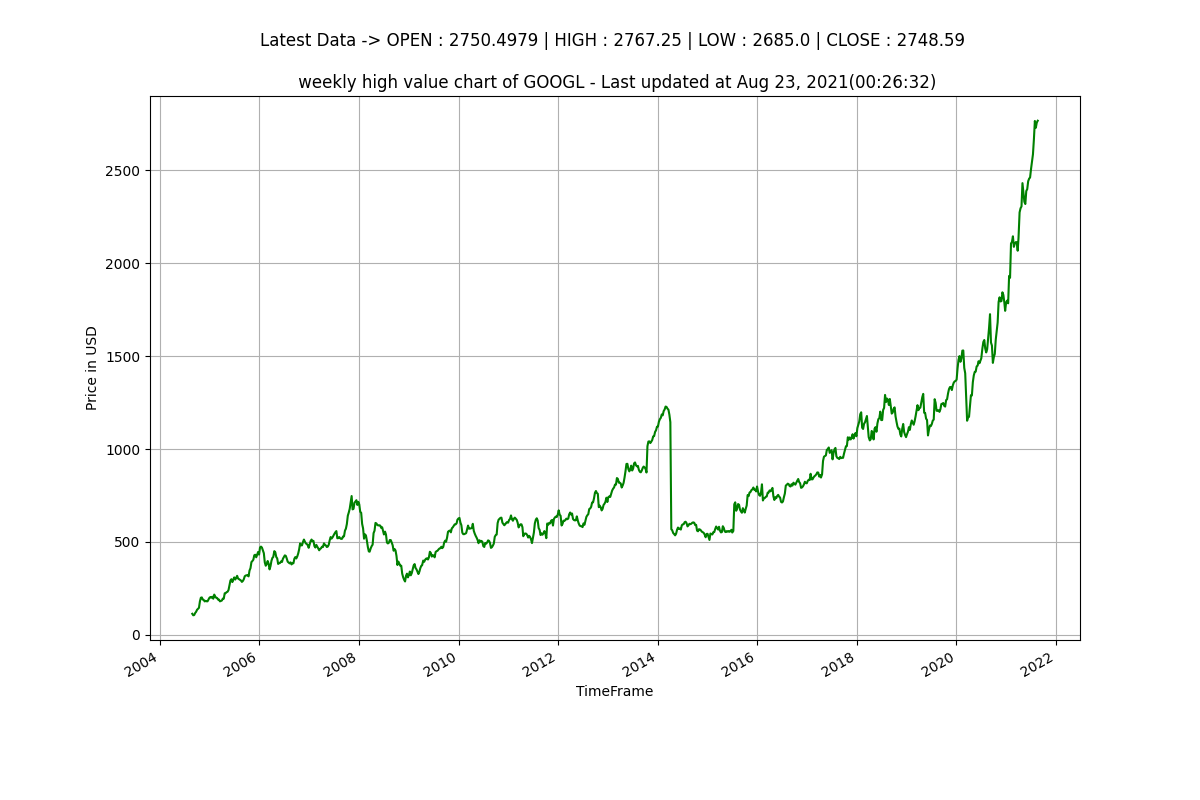 Latest Data -> OPEN : 2750.4979 | HIGH : 2767.25 | LOW : 2685.0 | CLOSE : 2748.59
weekly high value chart of GOOGL - Last updated at Aug 23, 2021(00:26:32)
2500
2000
1500
1000
500
0
Price in USD
2004 2006 2008 2010 2012 2014 2016 2018 2020 2022
TimeFrame